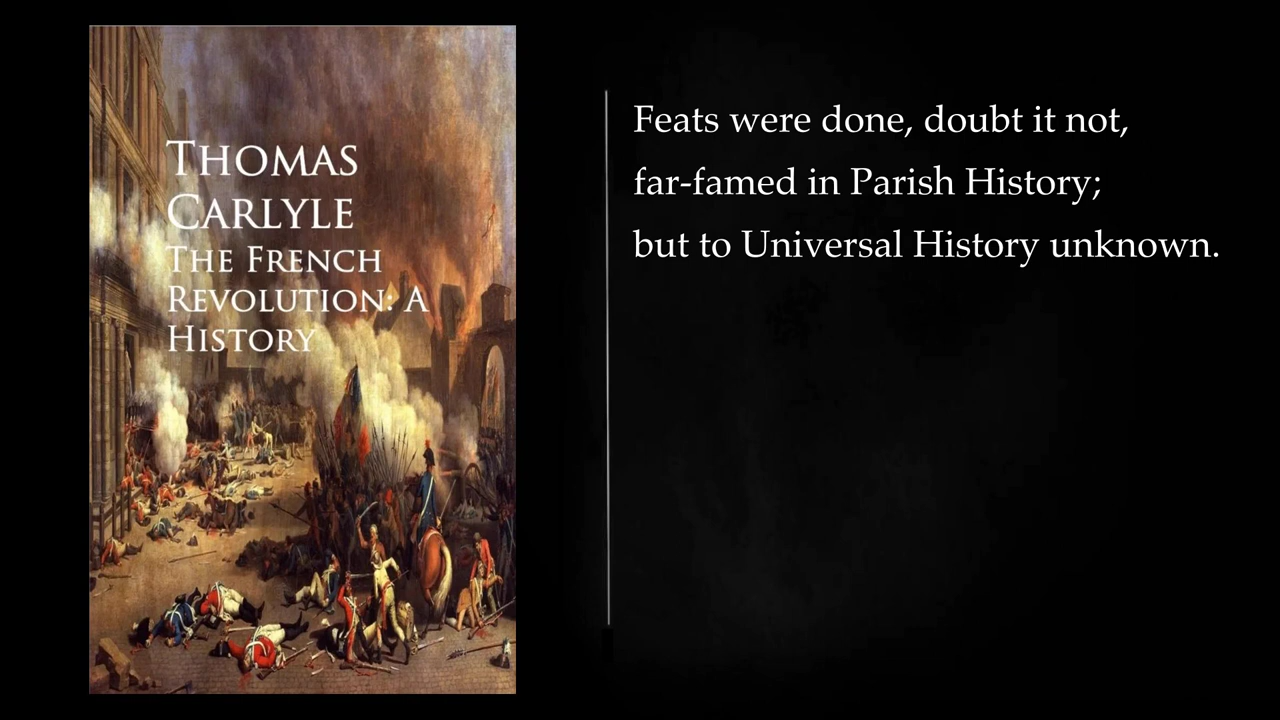 THOMAS
CARLYLE
THE FRENCH
REVOLUTION: A
HISTORY
Feats were done, doubt it not,
far-famed in Parish History;
but to Universal History unknown.